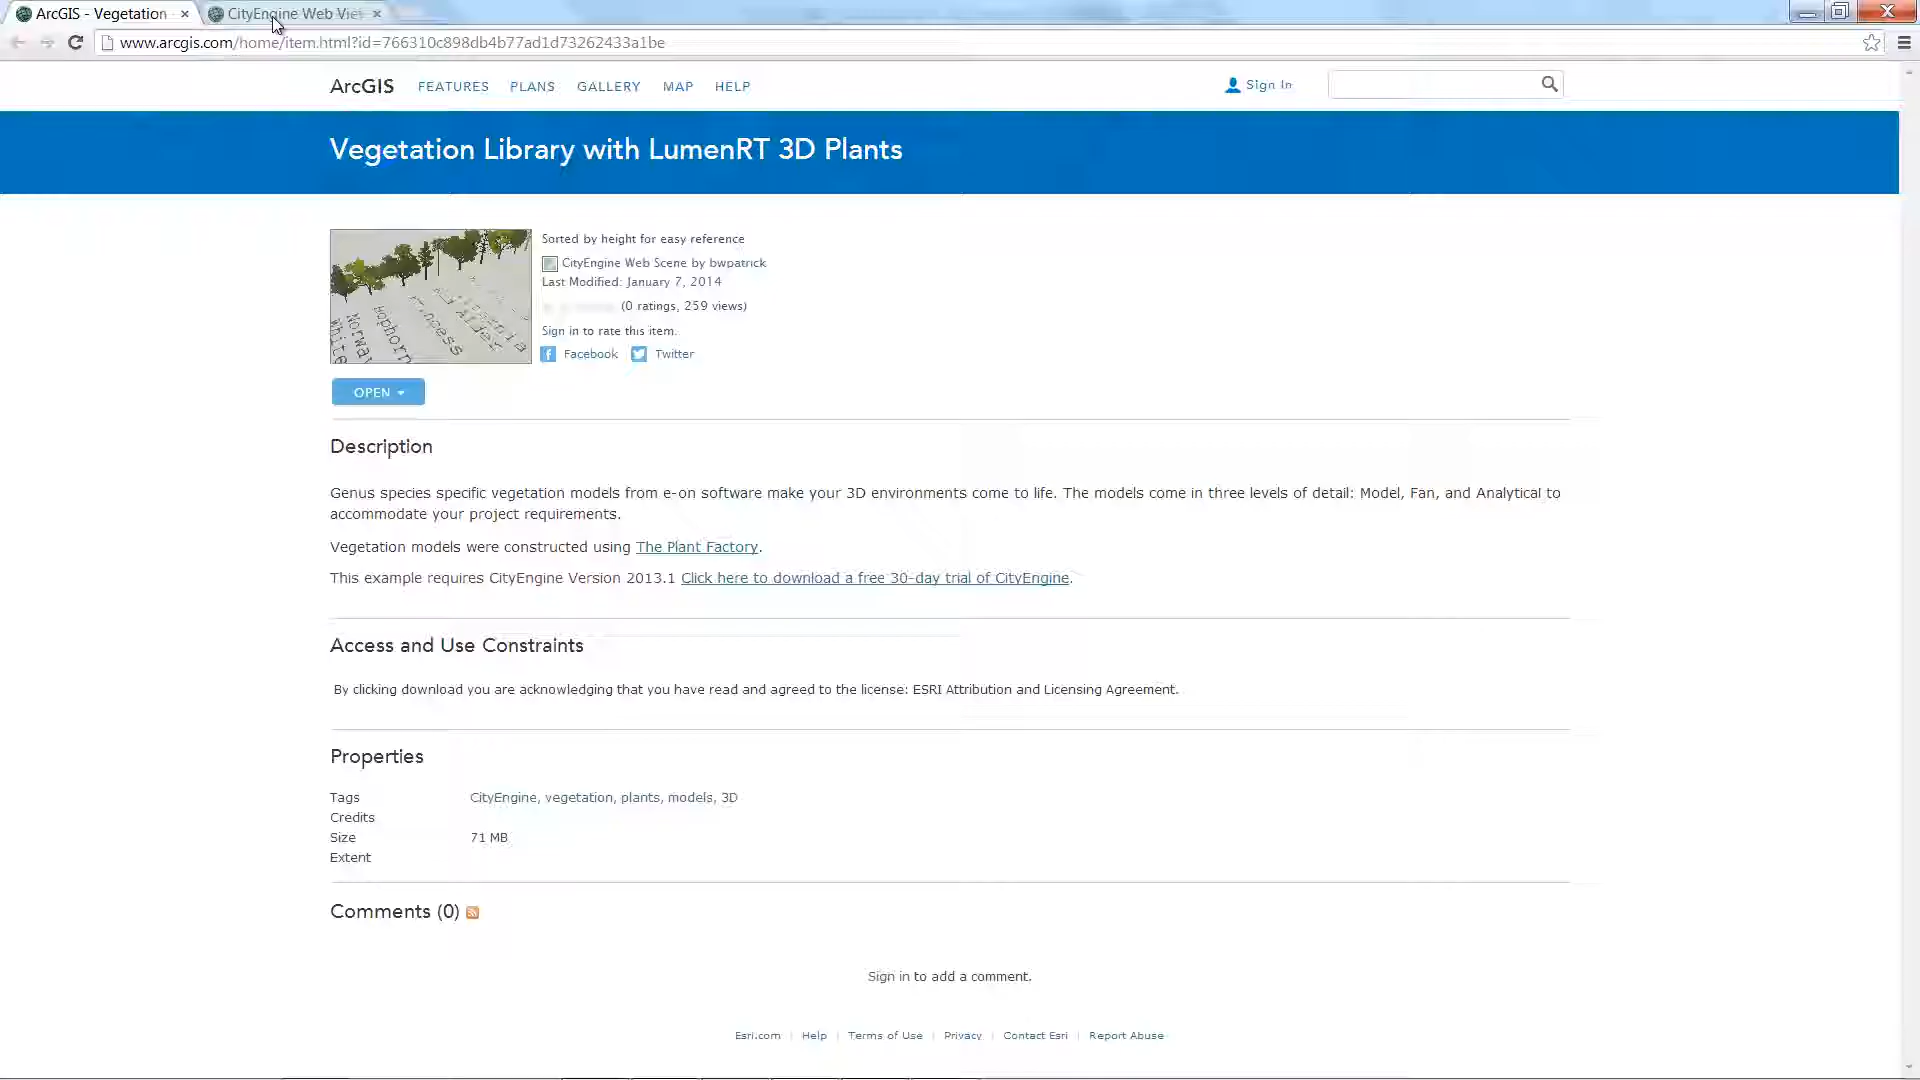 ArcGIS - Vegetation
CityEngine Web Vie
www.arcgis.com/home/item.html?id=766310c898db4b77ad1d73262433a1be
ArcGIS FEATURES PLANS GALLERY MAP HELP Sign In
Vegetation Library with LumenRT 3D Plants
Sorted by height for easy reference
CityEngine Web Scene by bwpatrick
Last Modified: January 7, 2014
(0 ratings, 259 views)
Sign in to rate this item.
Facebook Twitter
Norway
Hophorn
Princess
Alder
White
OPEN
Description
Genus species specific vegetation models from e-on software make your 3D environments come to life. The models come in three levels of detail: Model, Fan, and Analytical to
accommodate your project requirements.
Vegetation models were constructed using The Plant Factory.
This example requires CityEngine Version 2013.1 Click here to download a free 30-day trial of CityEngine.
Access and Use Constraints
By clicking download you are acknowledging that you have read and agreed to the license: ESRI Attribution and Licensing Agreement.
Properties
Tags CityEngine, vegetation, plants, models, 3D
Credits
Size 71 MB
Extent
Comments (0)
Sign in to add a comment.
Esri.com | Help | Terms of Use | Privacy | Contact Esri | Report Abuse